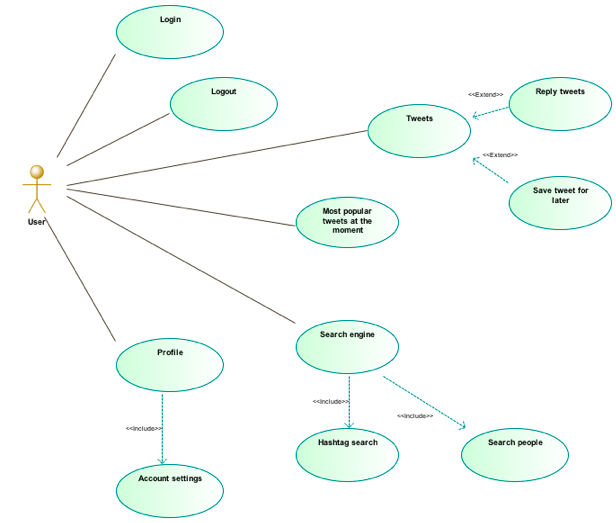 Login
Logout
Tweets
<<Extend>>
Reply tweets
<<Extend>>
Save tweet for
later
User
Most popular
tweets at the
moment
Profile
Search engine
<<Include>>
<<Include>>
<<Include>>
Hashtag search
Search people
Account settings